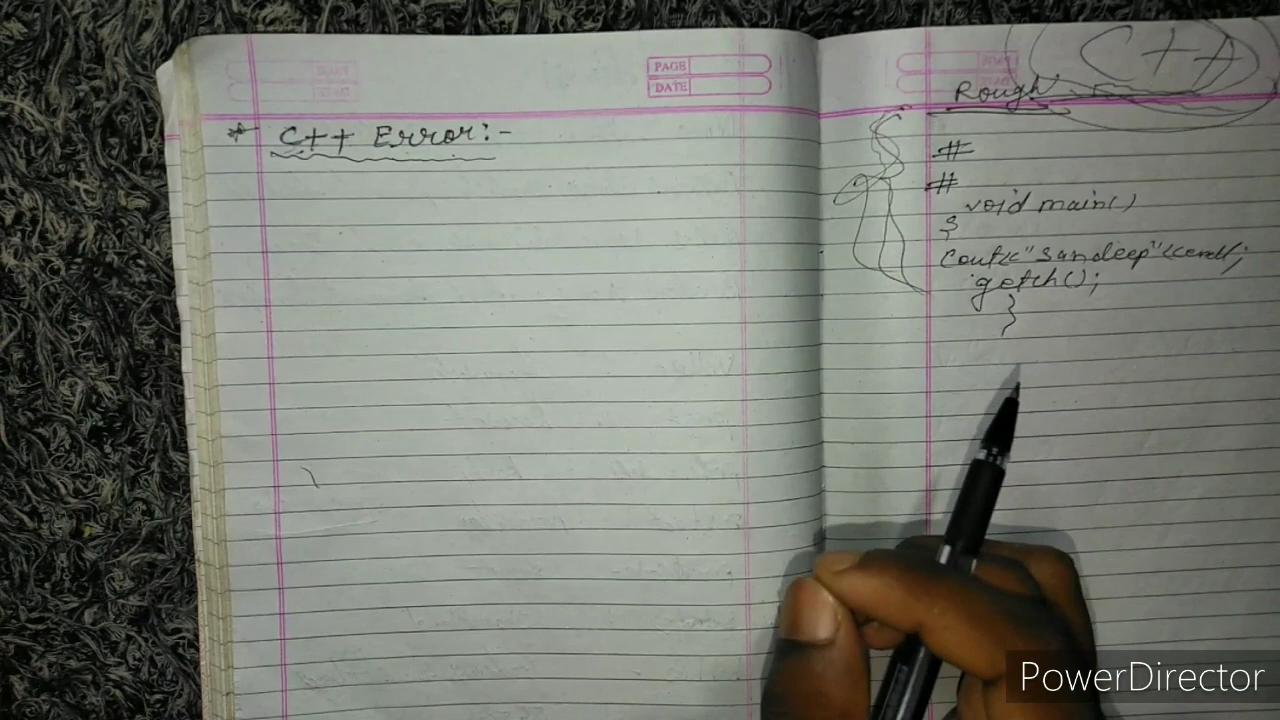 PAGE
DATE
* C++ Error:-
C++
Rough
#
#
void main()
{
cout<<"Sandeep"<<endl;
getch();
}
PowerDirector